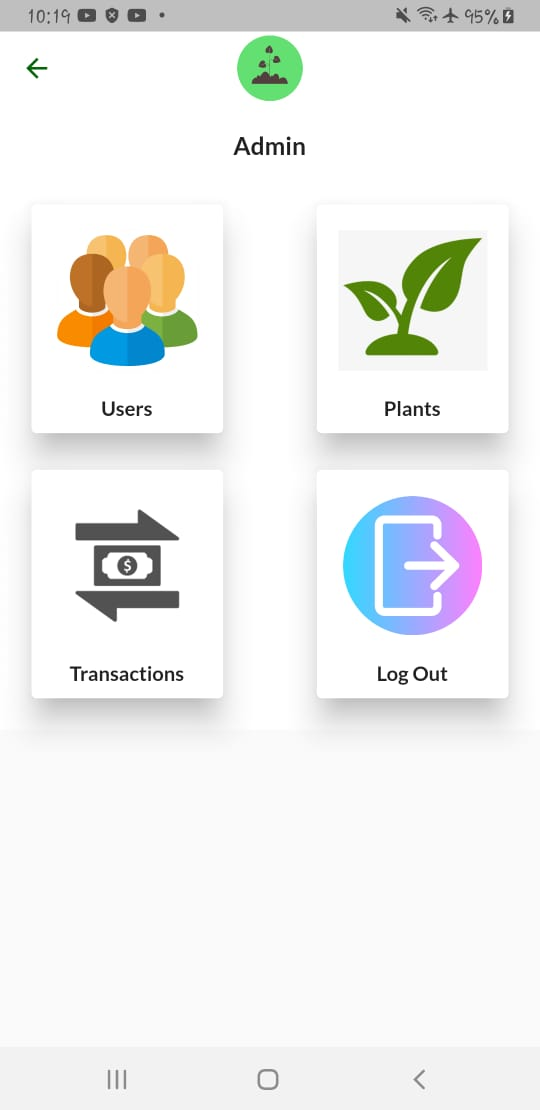 10:19
95%
Admin
Users
Plants
$
Transactions
Log Out